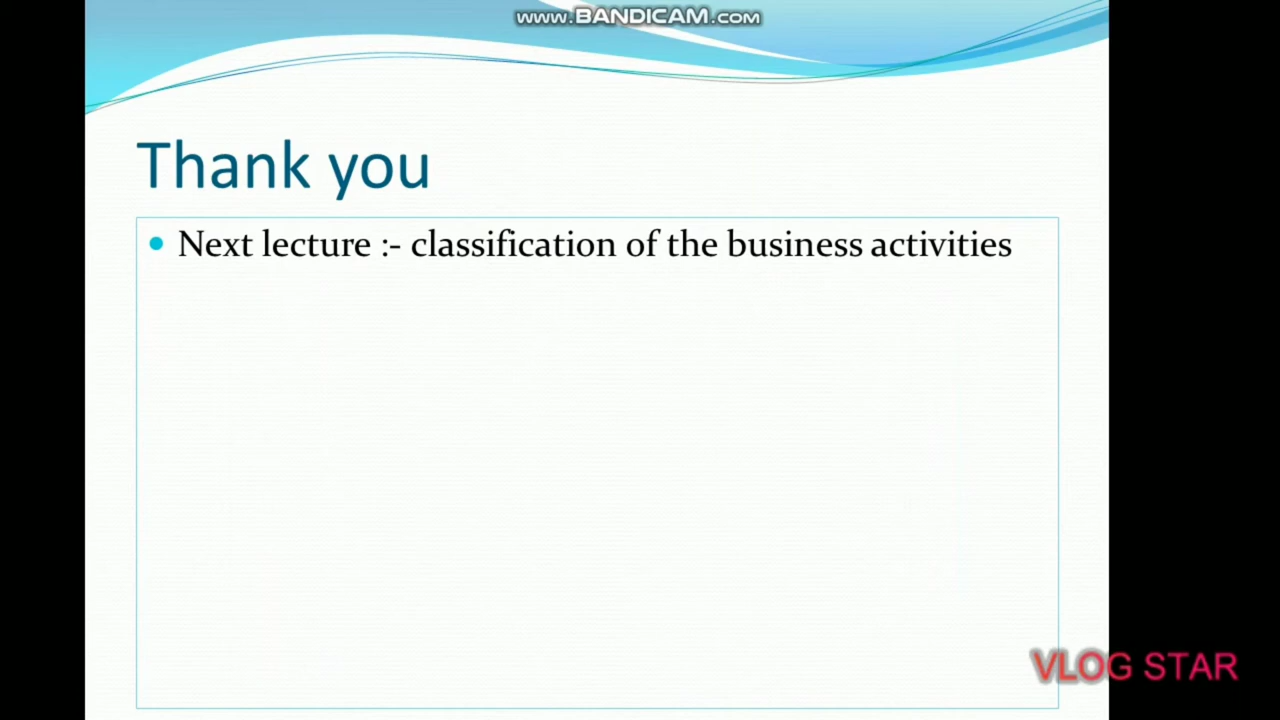 www.BANDICAM.com
Thank you
Next lecture :- classification of the business activities
VLOG STAR